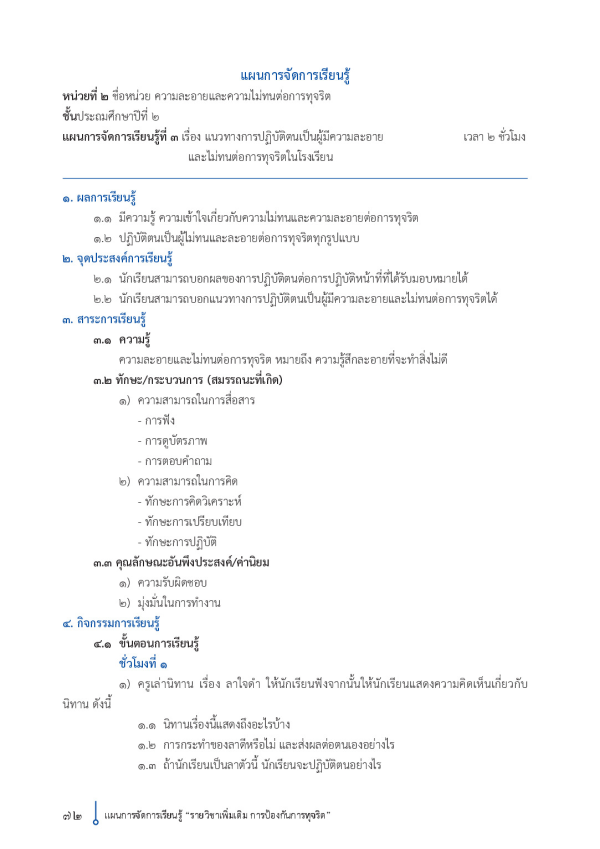 แผนการจัดการเรียนรู้
หน่วยที่ ๒ ชื่อหน่วย ความละอายและความไม่ทนต่อการทุจริต
ชั้นประถมศึกษาปีที่ ๒
แผนการจัดการเรียนรู้ที่ ๓ เรื่อง แนวทางการปฏิบัติตนเป็นผู้มีความละอาย เวลา ๒ ชั่วโมง
และไม่ทนต่อการทุจริตในโรงเรียน
๑. ผลการเรียนรู้
๑.๑ มีความรู้ ความเข้าใจเกี่ยวกับความไม่ทนและความละอายต่อการทุจริต
๑.๒ ปฏิบัติตนเป็นผู้ไม่ทนและละอายต่อการทุจริตทุกรูปแบบ
๒. จุดประสงค์การเรียนรู้
๒.๑ นักเรียนสามารถบอกผลของการปฏิบัติตนต่อการปฏิบัติหน้าที่ที่ได้รับมอบหมายได้
๒.๒ นักเรียนสามารถบอกแนวทางการปฏิบัติตนเป็นผู้มีความละอายและไม่ทนต่อการทุจริตได้
๓. สาระการเรียนรู้
๓.๑ ความรู้
ความละอายและไม่ทนต่อการทุจริต หมายถึง ความรู้สึกละอายที่จะทำสิ่งไม่ดี
๓.๒ ทักษะ/กระบวนการ (สมรรถนะที่เกิด)
๑) ความสามารถในการสื่อสาร
- การฟัง
- การดูบัตรภาพ
- การตอบคำถาม
๒) ความสามารถในการคิด
- ทักษะการคิดวิเคราะห์
- ทักษะการเปรียบเทียบ
- ทักษะการปฏิบัติ
๓.๓ คุณลักษณะอันพึงประสงค์/ค่านิยม
๑) ความรับผิดชอบ
๒) มุ่งมั่นในการทำงาน
๔. กิจกรรมการเรียนรู้
๔.๑ ขั้นตอนการเรียนรู้
ชั่วโมงที่ ๑
๑) ครูเล่านิทาน เรื่อง ลาใจดำ ให้นักเรียนฟังจากนั้นให้นักเรียนแสดงความคิดเห็นเกี่ยวกับ
นิทาน ดังนี้
๑.๑ นิทานเรื่องนี้แสดงถึงอะไรบ้าง
๑.๒ การกระทำของลาดีหรือไม่ และส่งผลต่อตนเองอย่างไร
๑.๓ ถ้านักเรียนเป็นลาตัวนี้ นักเรียนจะปฏิบัติตนอย่างไร
๗๒ แผนการจัดการเรียนรู้ “รายวิชาเพิ่มเติม การป้องกันการทุจริต”